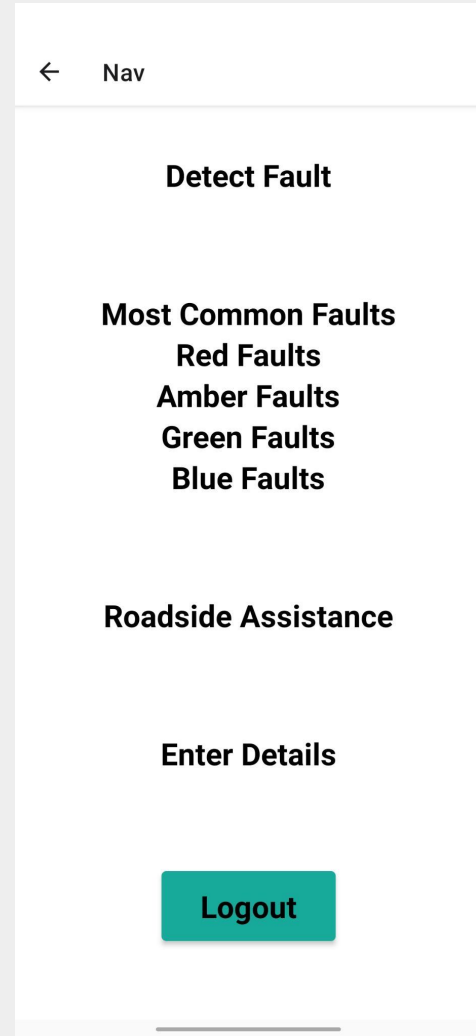 Nav
Detect Fault
Most Common Faults
Red Faults
Amber Faults
Green Faults
Blue Faults
Roadside Assistance
Enter Details
Logout